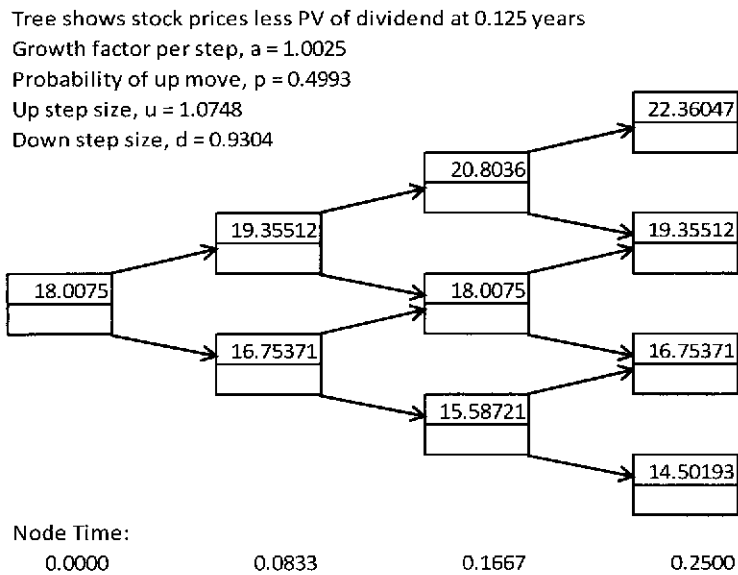 Tree shows stock prices less PV of dividend at 0.125 years
Growth factor per step, a = 1.0025
Probability of up move, p = 0.4993
Up step size, u = 1.0748
Down step size, d = 0.9304
22.36047
20.8036
19.35512
19.35512
18.0075
18.0075
16.75371
16.75371
15.58721
14.50193
Node Time:
0.0000 0.0833 0.1667 0.2500